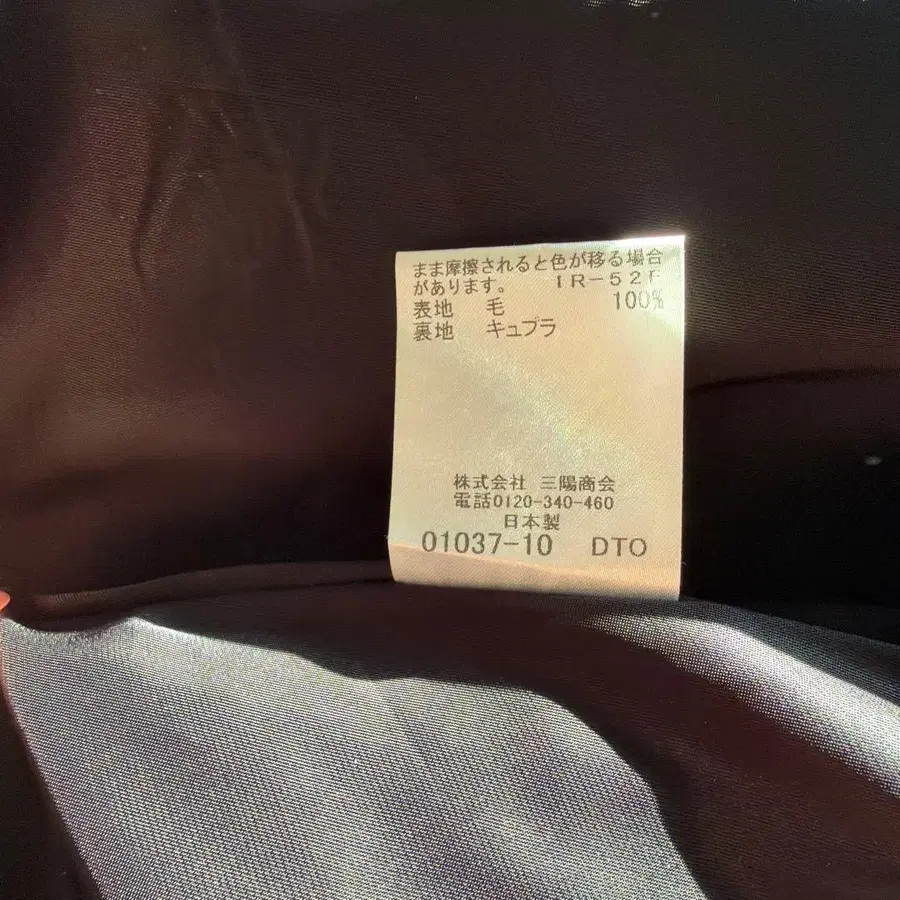 まま摩擦されると色が移る場合
があります。 IR-52F
表地 毛 100%
裏地 キュプラ
株式会社 三陽商会
電話0120-340-460
日本製
01037-10 DTO